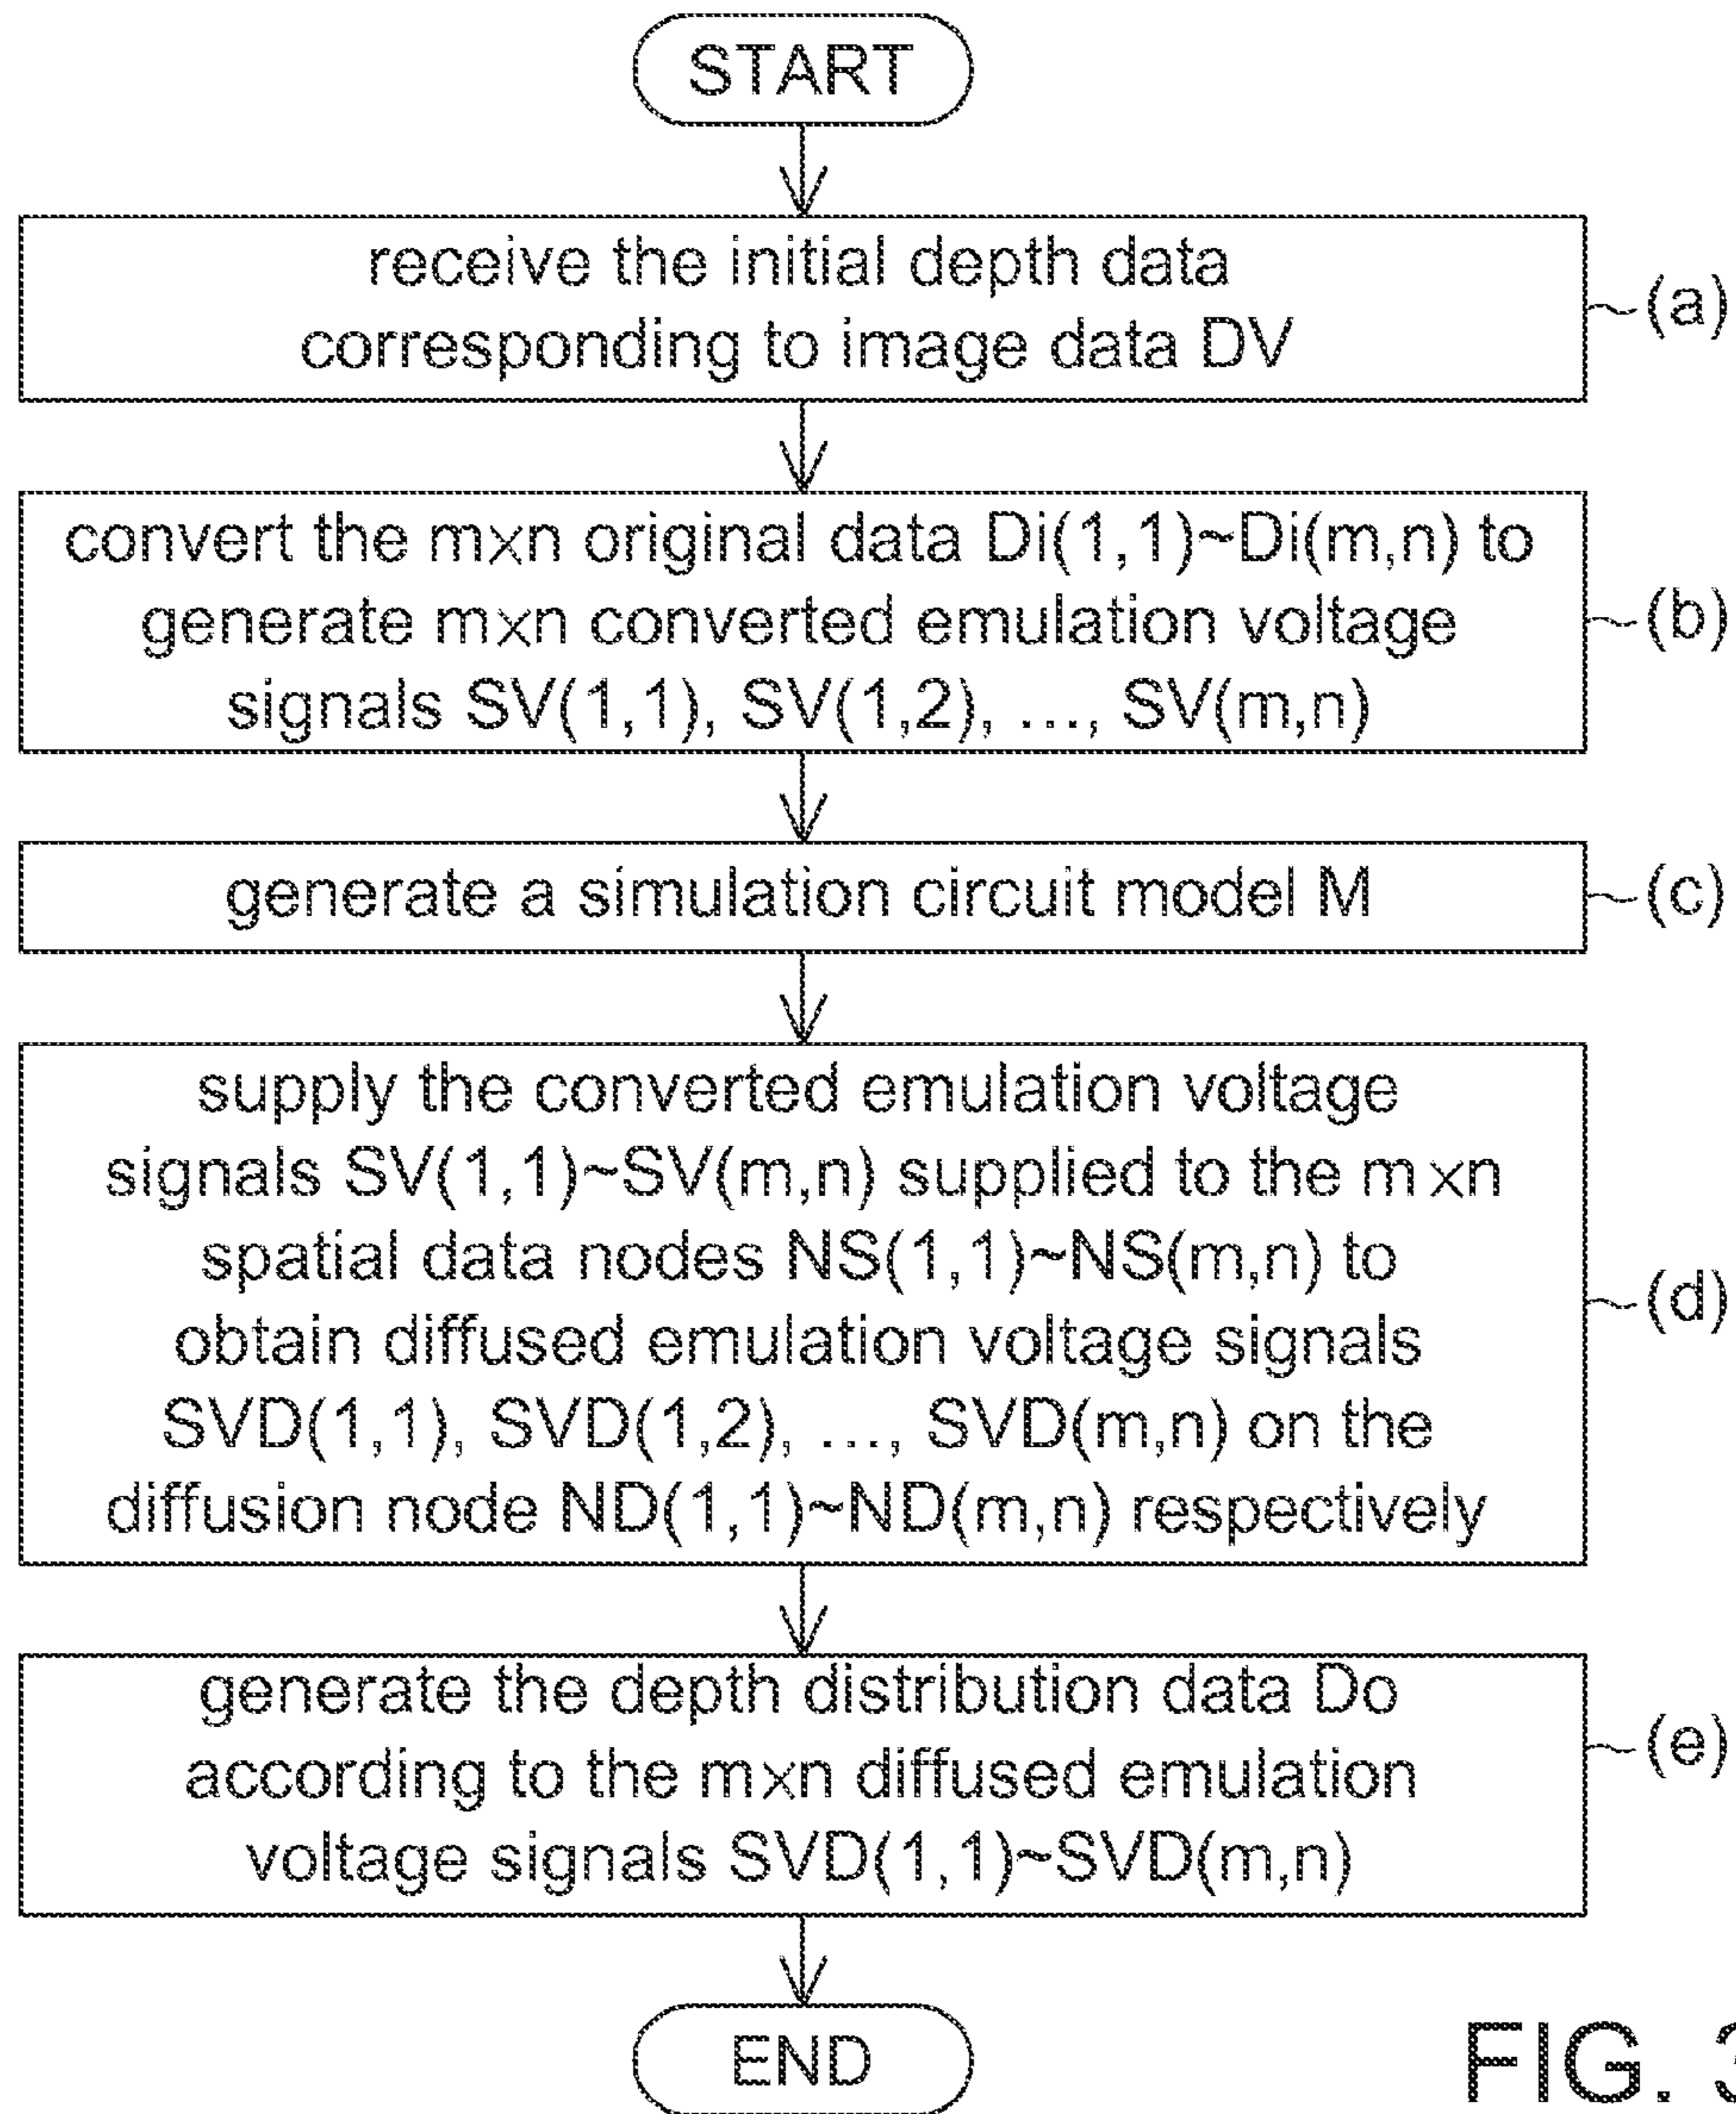 START
receive the initial depth data
corresponding to image data DV
(a)
convert the m×n original data Di(1,1)~Di(m,n) to
generate m×n converted emulation voltage
signals SV(1,1), SV(1,2), ..., SV(m,n)
(b)
generate a simulation circuit model M
(c)
supply the converted emulation voltage
signals SV(1,1)~SV(m,n) supplied to the m×n
spatial data nodes NS(1,1)~NS(m,n) to
obtain diffused emulation voltage signals
SVD(1,1), SVD(1,2), ..., SVD(m,n) on the
diffusion node ND(1,1)~ND(m,n) respectively
(d)
generate the depth distribution data Do
according to the m×n diffused emulation
voltage signals SVD(1,1)~SVD(m,n)
(e)
END
FIG. 3